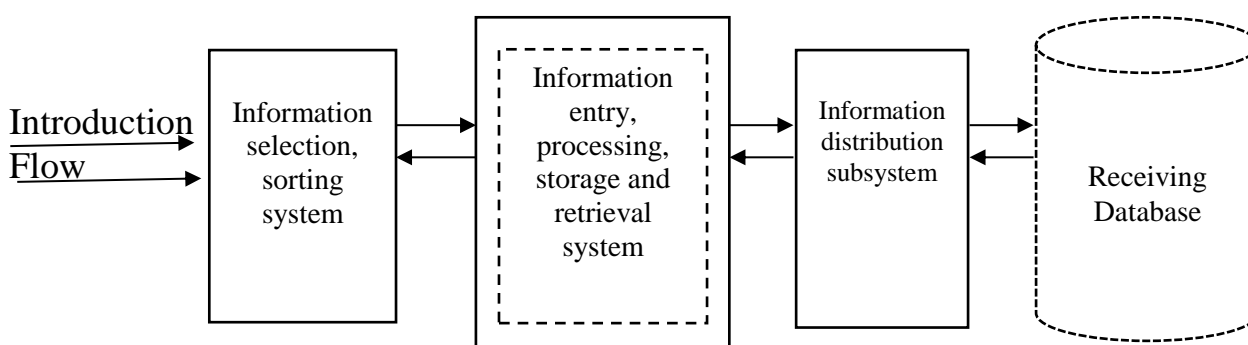 Introduction
Flow
Information
selection,
sorting
system
Information
entry,
processing,
storage and
retrieval
system
Information
distribution
subsystem
Receiving
Database